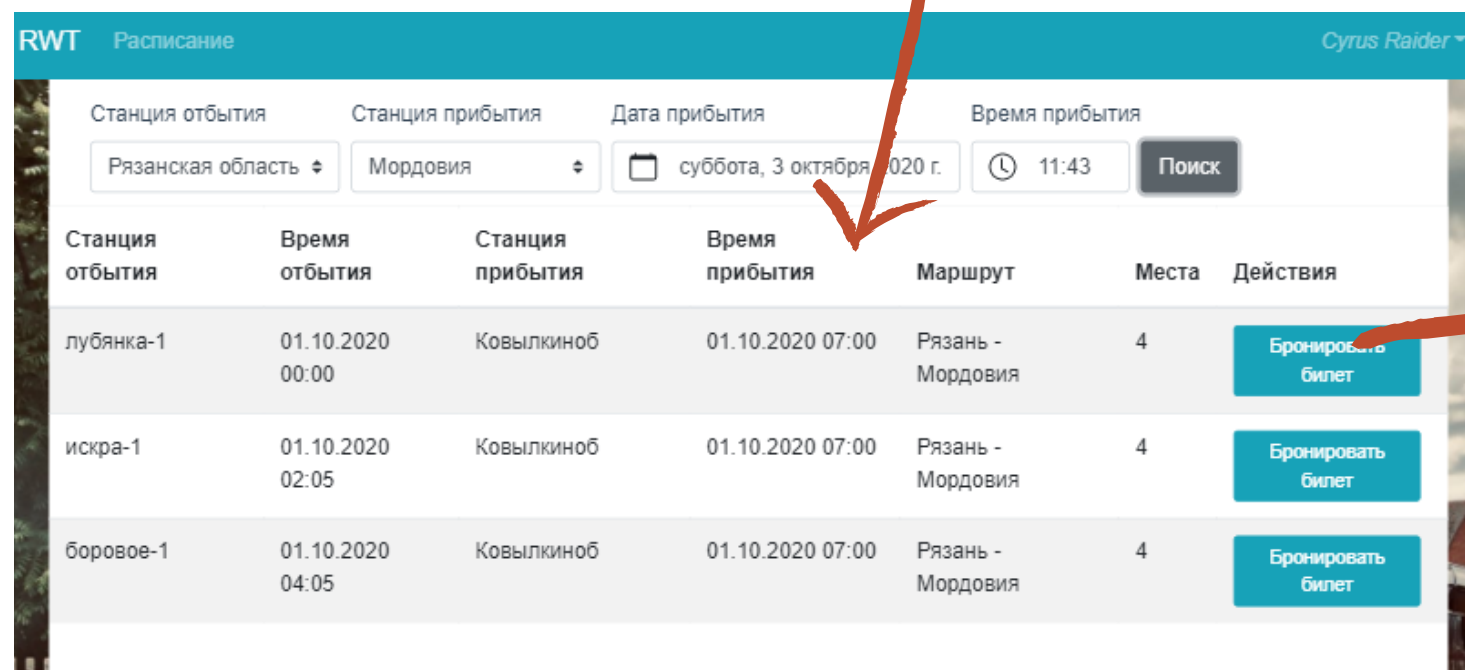 RWT Расписание Cyrus Raider
Станция отбытия Станция прибытия Дата прибытия Время прибытия
Рязанская область Мордовия суббота, 3 октября 2020 г. 11:43 Поиск
Станция отбытия Время отбытия Станция прибытия Время прибытия Маршрут Места Действия
лубянка-1 01.10.2020 00:00 Ковылкиноб 01.10.2020 07:00 Рязань - Мордовия 4 Бронировать билет
искра-1 01.10.2020 02:05 Ковылкиноб 01.10.2020 07:00 Рязань - Мордовия 4 Бронировать билет
боровое-1 01.10.2020 04:05 Ковылкиноб 01.10.2020 07:00 Рязань - Мордовия 4 Бронировать билет